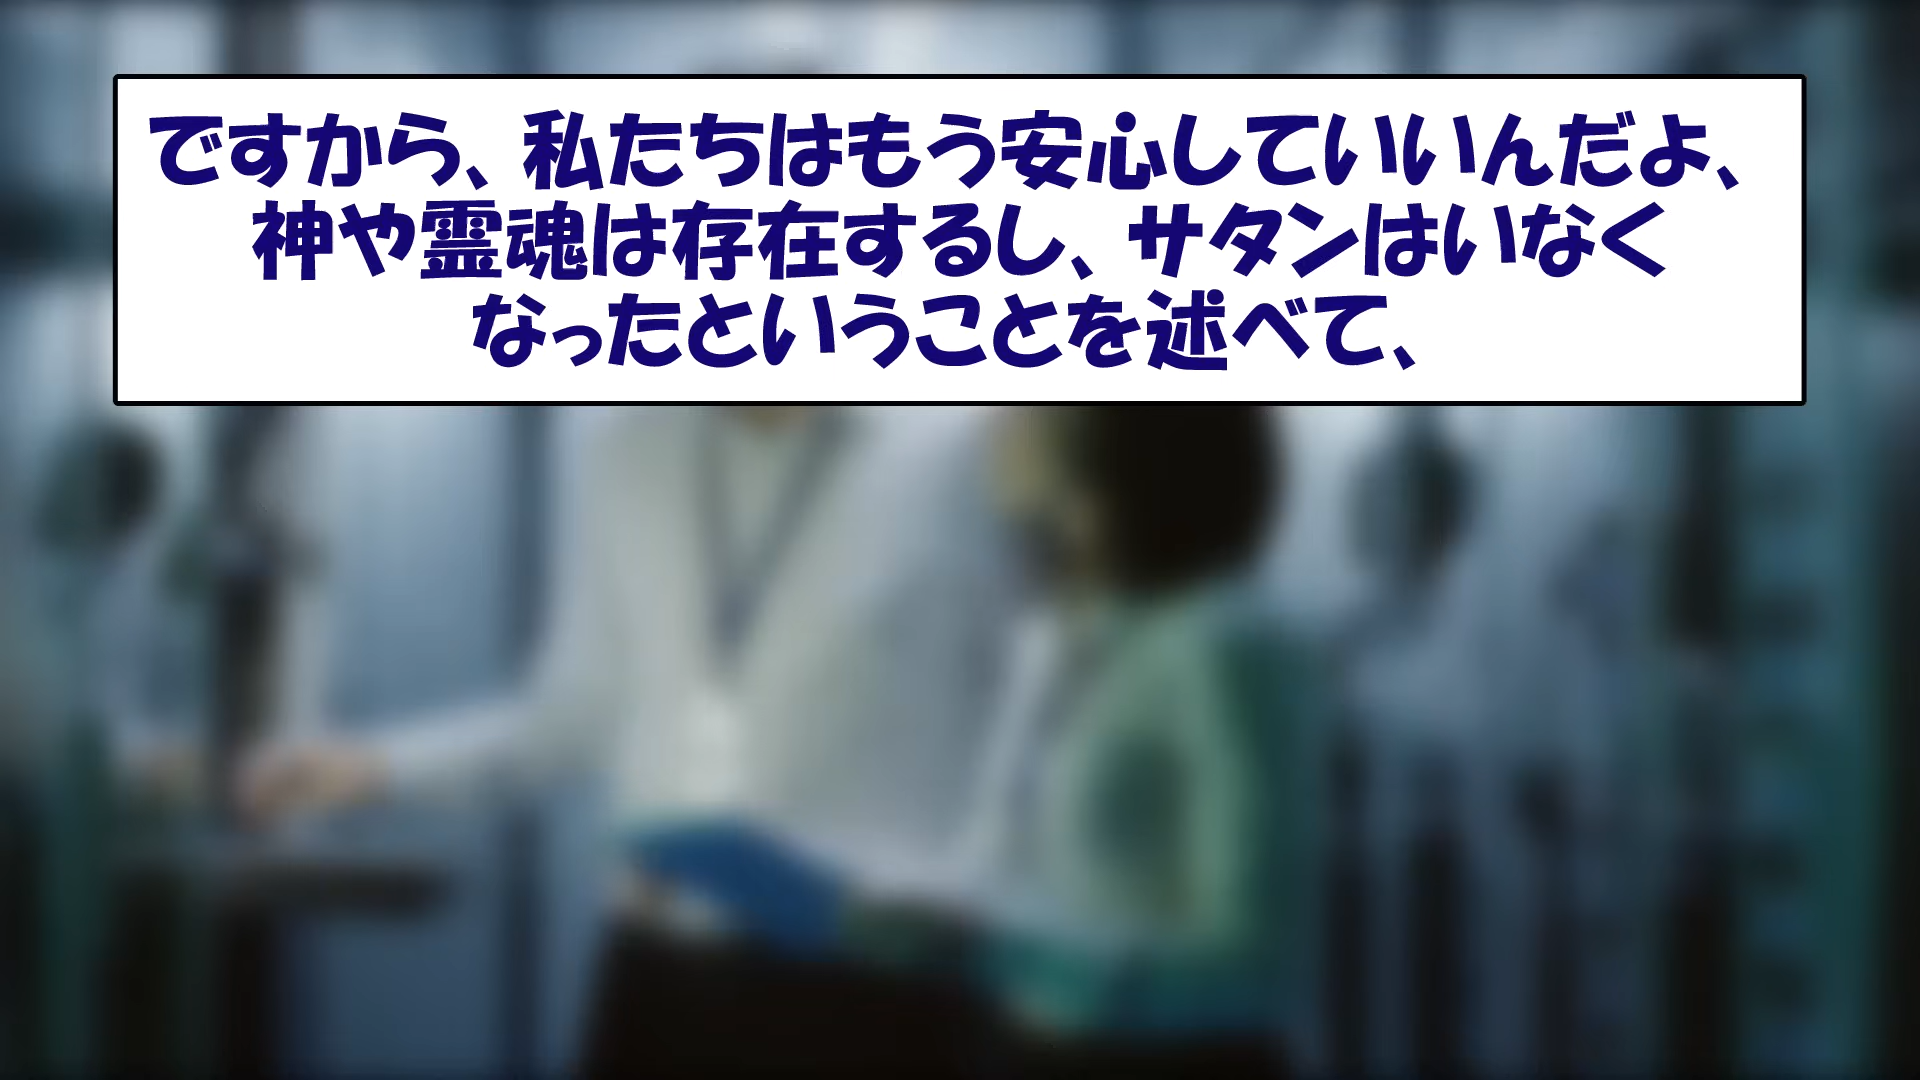 ですから、私たちはもう安心していいんだよ、
神や霊魂は存在するし、サタンはいなく
なったということを述べて、